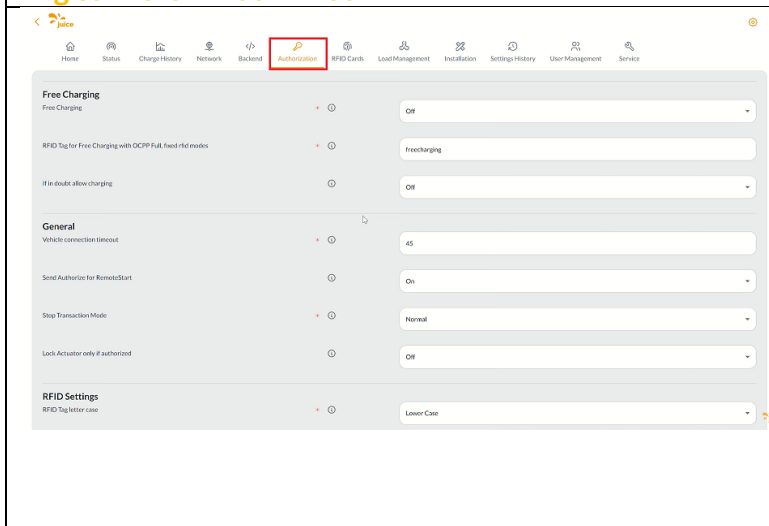 juice
Home Status Charge History Network Backend Authorization RFID Cards Load Management Installation Settings History User Management Service
Free Charging
Free Charging * Off
RFID Tag for Free Charging with OCPP Full, fixed rfid modes * freecharging
If in doubt allow charging Off
General
Vehicle connection timeout * 45
Send Authorize for RemoteStart On
Stop Transaction Mode * Normal
Lock Actuator only if authorized Off
RFID Settings
RFID Tag letter case * Lower Case